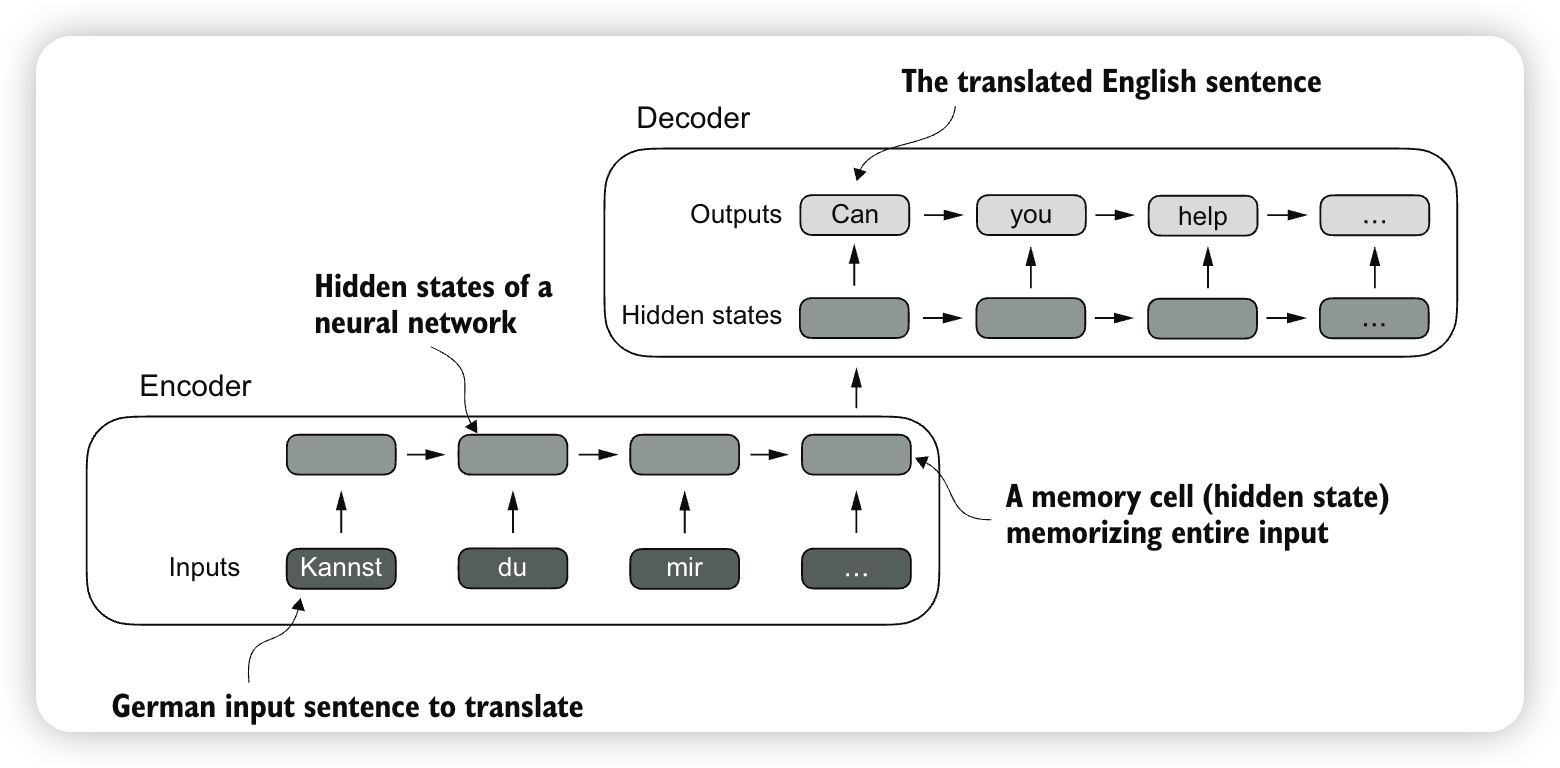 The translated English sentence
Decoder
Outputs Can you help ...
Hidden states of a
neural network
Hidden states ...
Encoder
A memory cell (hidden state)
memorizing entire input
Inputs Kannst du mir ...
German input sentence to translate